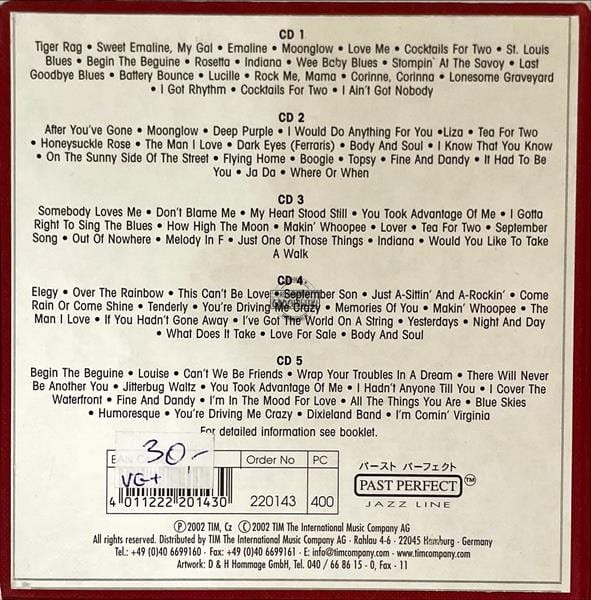 CD 1
Tiger Rag • Sweet Emaline, My Gal • Emaline • Moonglow • Love Me • Cocktails For Two • St. Louis
Blues • Begin The Beguine • Rosetta • Indiana • Wee Baby Blues • Stompin` At The Savoy • Last
Goodbye Blues • Battery Bounce • Lucille • Rock Me, Mama • Corinne, Corinna • Lonesome Graveyard
• I Got Rhythm • Cocktails For Two • I Ain't Got Nobody
CD 2
After You've Gone • Moonglow • Deep Purple • I Would Do Anything For You •Liza • Tea For Two
• Honeysuckle Rose • The Man I Love • Dark Eyes (Ferraris) • Body And Soul • I Know That You Know
• On The Sunny Side Of The Street • Flying Home • Boogie • Topsy • Fine And Dandy • It Had To Be
You • Ja Da • Where Or When
CD 3
Somebody Loves Me • Don't Blame Me • My Heart Stood Still • You Took Advantage Of Me • I Gotta
Right To Sing The Blues • How High The Moon • Makin' Whoopee • Lover • Tea For Two • September
Song • Out Of Nowhere • Melody In F • Just One Of Those Things • Indiana • Would You Like To Take
A Walk
CD 4
Elegy • Over The Rainbow • This Can't Be Love • September Son • Just A-Sittin' And A-Rockin' • Come
Rain Or Come Shine • Tenderly • You're Driving Me Crazy • Memories Of You • Makin' Whoopee • The
Man I Love • If You Hadn't Gone Away • I've Got The World On A String • Yesterdays • Night And Day
• What Does It Take • Love For Sale • Body And Soul
CD 5
Begin The Beguine • Louise • Can't We Be Friends • Wrap Your Troubles In A Dream • There Will Never
Be Another You • Jitterbug Waltz • You Took Advantage Of Me • I Hadn't Anyone Till You • I Cover The
Waterfront • Fine And Dandy • I'm In The Mood For Love • All The Things You Are • Blue Skies
• Humoresque • You're Driving Me Crazy • Dixieland Band • I'm Comin' Virginia
For detailed information see booklet.
30,-
VG+
4 011222 201430
Order No
220143
PC
400
パースト パーフェクト
PAST PERFECT TM
JAZZ LINE
Ⓟ 2002 TIM, Cz © 2002 TIM The International Music Company AG
All rights reserved. Distributed by TIM The International Music Company AG · Rahlau 4-6 · 22045 Hamburg · Germany
Tel.: +49 (0)40 6699160 · Fax: +49 (0)40 6699161 · E: info@timcompany.com · www.timcompany.com
Artwork: D & H Hommage GmbH, Tel. 040 / 66 86 15 - 0, Fax - 11